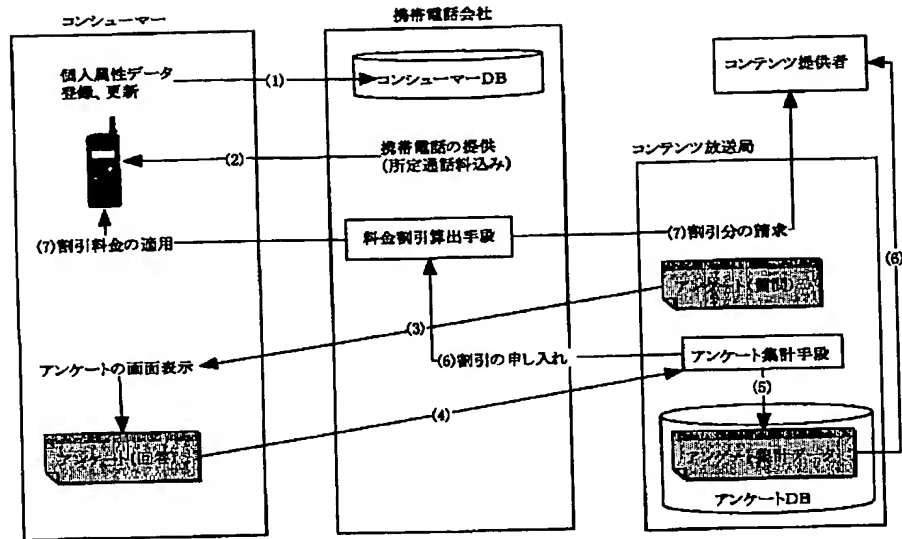 コンシューマー
携帯電話会社
個人属性データ
登録、更新
(1)
コンシューマーDB
コンテンツ提供者
(2)
携帯電話の提供
(所定通話料込み)
コンテンツ放送局
(7)割引料金の適用
料金割引算出手段
(7)割引分の請求
(6)
アンケート(質問)
(3)
アンケートの画面表示
(6)割引の申し入れ
アンケート集計手段
(4)
(5)
アンケート(回答)
アンケート(集計データ)
アンケートDB